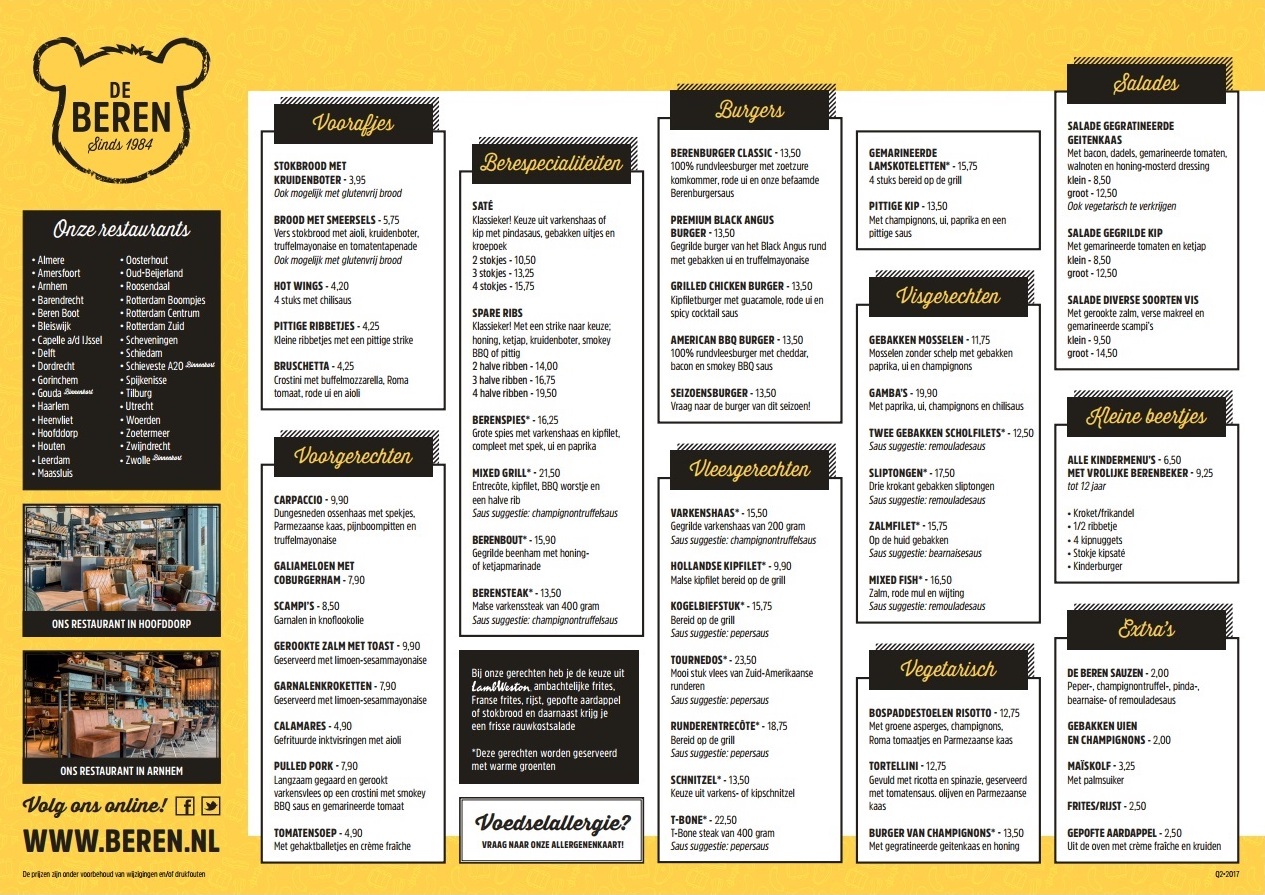 DE
BEREN
Sinds 1984
Onze restaurants
• Almere
• Amersfoort
• Arnhem
• Barendrecht
• Beren Boot
• Bleiswijk
• Capelle a/d IJssel
• Delft
• Dordrecht
• Gorinchem
• Gouda Binnenkort
• Haarlem
• Heenvliet
• Hoofddorp
• Houten
• Leerdam
• Maassluis
• Oosterhout
• Oud-Beijerland
• Roosendaal
• Rotterdam Boompjes
• Rotterdam Centrum
• Rotterdam Zuid
• Scheveningen
• Schiedam
• Schieveste A20 Binnenkort
• Spijkenisse
• Tilburg
• Utrecht
• Woerden
• Zoetermeer
• Zwijndrecht
• Zwolle Binnenkort
ONS RESTAURANT IN HOOFDDORP
ONS RESTAURANT IN ARNHEM
Volg ons online!
WWW.BEREN.NL
De prijzen zijn onder voorbehoud van wijzigingen en/of drukfouten
Voorafjes
STOKBROOD MET
KRUIDENBOTER - 3,95
Ook mogelijk met glutenvrij brood
BROOD MET SMEERSELS - 5,75
Vers stokbrood met aioli, kruidenboter,
truffelmayonaise en tomatentapenade
Ook mogelijk met glutenvrij brood
HOT WINGS - 4,20
4 stuks met chilisaus
PITTIGE RIBBETJES - 4,25
Kleine ribbetjes met een pittige strike
BRUSCHETTA - 4,25
Crostini met buffelmozzarella, Roma
tomaat, rode ui en aioli
Voorgerechten
CARPACCIO - 9,90
Dungesneden ossenhaas met spekjes,
Parmezaanse kaas, pijnboompitten en
truffelmayonaise
GALIAMELOEN MET
COBURGERHAM - 7,90
SCAMPI'S - 8,50
Garnalen in knoflookolie
GEROOKTE ZALM MET TOAST - 9,90
Geserveerd met limoen-sesammayonaise
GARNALENKROKETTEN - 7,90
Geserveerd met limoen-sesammayonaise
CALAMARES - 4,90
Gefrituurde inktvisringen met aioli
PULLED PORK - 7,90
Langzaam gegaard en gerookt
varkensvlees op een crostini met smokey
BBQ saus en gemarineerde tomaat
TOMATENSOEP - 4,90
Met gehaktballetjes en crème fraîche
Berespecialiteiten
SATÉ
Klassieker! Keuze uit varkenshaas of
kip met pindasaus, gebakken uitjes en
kroepoek
2 stokjes - 10,50
3 stokjes - 13,25
4 stokjes - 15,75
SPARE RIBS
Klassieker! Met een strike naar keuze;
honing, ketjap, kruidenboter, smokey
BBQ of pittig
2 halve ribben - 14,00
3 halve ribben - 16,75
4 halve ribben - 19,50
BERENSPIES* - 16,25
Grote spies met varkenshaas en kipfilet,
compleet met spek, ui en paprika
MIXED GRILL* - 21,50
Entrecôte, kipfilet, BBQ worstje en
een halve rib
Saus suggestie: champignontruffelsaus
BERENBOUT* - 15,90
Gegrilde beenham met honing-
of ketjapmarinade
BERENSTEAK* - 13,50
Malse varkenssteak van 400 gram
Saus suggestie: champignontruffelsaus
Bij onze gerechten heb je de keuze uit
LambWeston ambachtelijke frites,
Franse frites, rijst, gepofte aardappel
of stokbrood en daarnaast krijg je
een frisse rauwkostsalade
*Deze gerechten worden geserveerd
met warme groenten
Voedselallergie?
VRAAG NAAR ONZE ALLERGENENKAART!
Burgers
BERENBURGER CLASSIC - 13,50
100% rundvleesburger met zoetzure
komkommer, rode ui en onze befaamde
Berenburgersaus
PREMIUM BLACK ANGUS
BURGER - 13,50
Gegrilde burger van het Black Angus rund
met gebakken ui en truffelmayonaise
GRILLED CHICKEN BURGER - 13,50
Kipfiletburger met guacamole, rode ui en
spicy cocktail saus
AMERICAN BBQ BURGER - 13,50
100% rundvleesburger met cheddar,
bacon en smokey BBQ saus
SEIZOENSBURGER - 13,50
Vraag naar de burger van dit seizoen!
Vleesgerechten
VARKENSHAAS* - 15,50
Gegrilde varkenshaas van 200 gram
Saus suggestie: champignontruffelsaus
HOLLANDSE KIPFILET* - 9,90
Malse kipfilet bereid op de grill
KOGELBIEFSTUK* - 15,75
Bereid op de grill
Saus suggestie: pepersaus
TOURNEDOS* - 23,50
Mooi stuk vlees van Zuid-Amerikaanse
runderen
Saus suggestie: pepersaus
RUNDERENTRECÔTE* - 18,75
Bereid op de grill
Saus suggestie: pepersaus
SCHNITZEL* - 13,50
Keuze uit varkens- of kipschnitzel
T-BONE* - 22,50
T-Bone steak van 400 gram
Saus suggestie: pepersaus
GEMARINEERDE
LAMSKOTELETTEN* - 15,75
4 stuks bereid op de grill
PITTIGE KIP - 13,50
Met champignons, ui, paprika en een
pittige saus
Visgerechten
GEBAKKEN MOSSELEN - 11,75
Mosselen zonder schelp met gebakken
paprika, ui en champignons
GAMBA'S - 19,90
Met paprika, ui, champignons en chilisaus
TWEE GEBAKKEN SCHOLFILETS* - 12,50
Saus suggestie: remouladesaus
SLIPTONGEN* - 17,50
Drie krokant gebakken sliptongen
Saus suggestie: remouladesaus
ZALMFILET* - 15,75
Op de huid gebakken
Saus suggestie: bearnaisesaus
MIXED FISH* - 16,50
Zalm, rode mul en wijting
Saus suggestie: remouladesaus
Vegetarisch
BOSPADDESTOELEN RISOTTO - 12,75
Met groene asperges, champignons,
Roma tomaatjes en Parmezaanse kaas
TORTELLINI - 12,75
Gevuld met ricotta en spinazie, geserveerd
met tomatensaus. olijven en Parmezaanse
kaas
BURGER VAN CHAMPIGNONS* - 13,50
Met gegratineerde geitenkaas en honing
Salades
SALADE GEGRATINEERDE
GEITENKAAS
Met bacon, dadels, gemarineerde tomaten,
walnoten en honing-mosterd dressing
klein - 8,50
groot - 12,50
Ook vegetarisch te verkrijgen
SALADE GEGRILDE KIP
Met gemarineerde tomaten en ketjap
klein - 8,50
groot - 12,50
SALADE DIVERSE SOORTEN VIS
Met gerookte zalm, verse makreel en
gemarineerde scampi's
klein - 9,50
groot - 14,50
Kleine beertjes
ALLE KINDERMENU'S - 6,50
MET VROLIJKE BERENBEKER - 9,25
tot 12 jaar
• Kroket/frikandel
• 1/2 ribbetje
• 4 kipnuggets
• Stokje kipsaté
• Kinderburger
Extra's
DE BEREN SAUZEN - 2,00
Peper-, champignontruffel-, pinda-,
bearnaise- of remouladesaus
GEBAKKEN UIEN
EN CHAMPIGNONS - 2,00
MAÏSKOLF - 3,25
Met palmsuiker
FRITES/RIJST - 2,50
GEPOFTE AARDAPPEL - 2,50
Uit de oven met crème fraîche en kruiden
Q2•2017